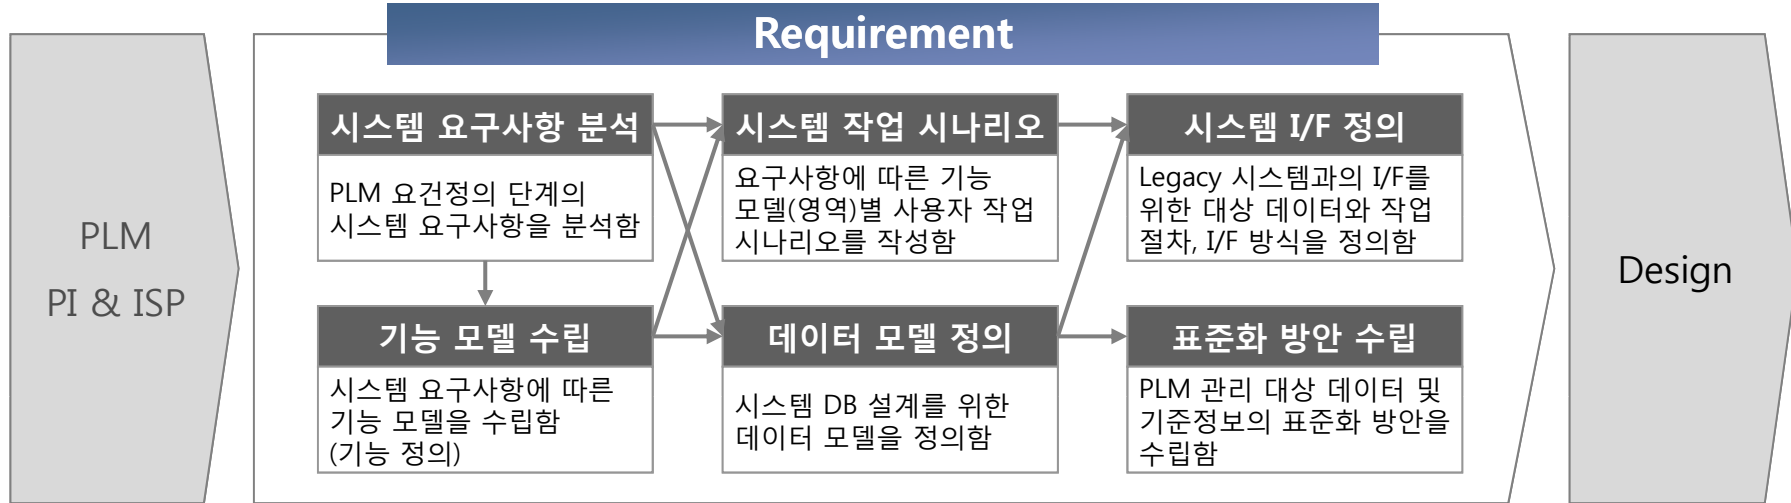 Requirement
PLM
PI & ISP
시스템 요구사항 분석
PLM 요건정의 단계의
시스템 요구사항을 분석함
시스템 작업 시나리오
요구사항에 따른 기능
모델(영역)별 사용자 작업
시나리오를 작성함
시스템 I/F 정의
Legacy 시스템과의 I/F를
위한 대상 데이터와 작업
절차, I/F 방식을 정의함
기능 모델 수립
시스템 요구사항에 따른
기능 모델을 수립함
(기능 정의)
데이터 모델 정의
시스템 DB 설계를 위한
데이터 모델을 정의함
표준화 방안 수립
PLM 관리 대상 데이터 및
기준정보의 표준화 방안을
수립함
Design